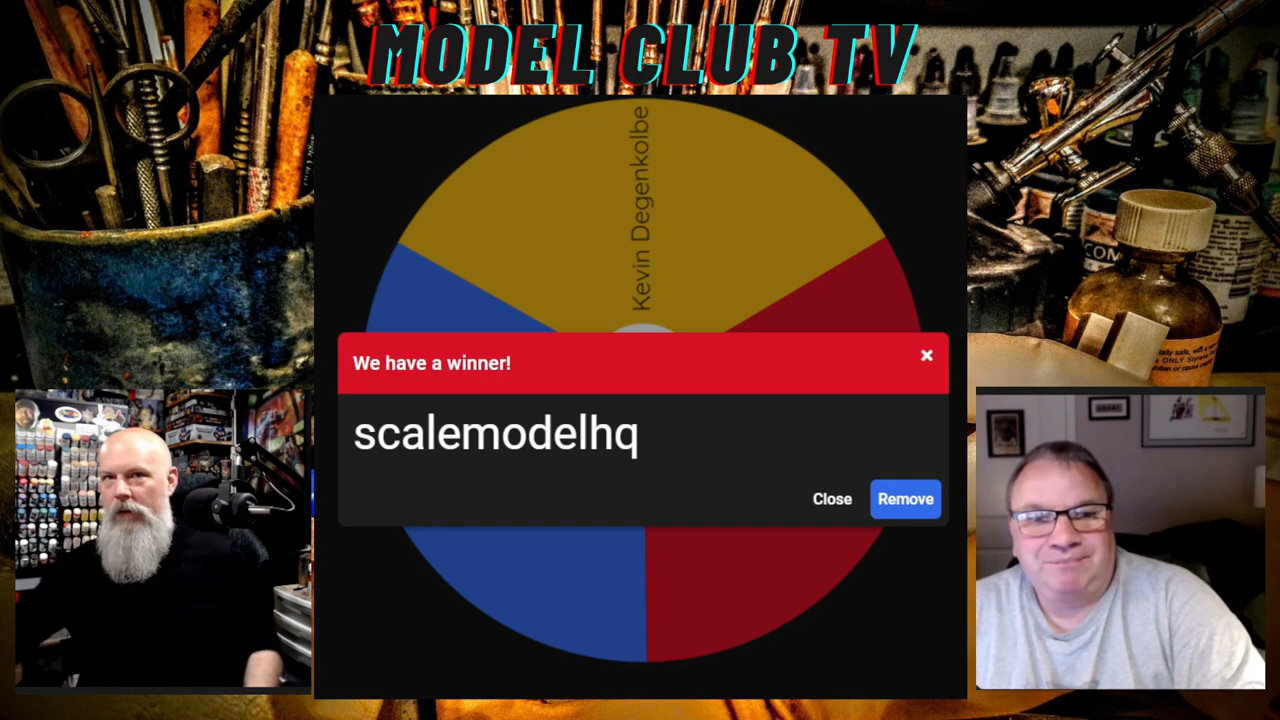 MODEL CLUB TV
Kevin Degenkolbe
We have a winner!
scalemodelhq
Close
Remove